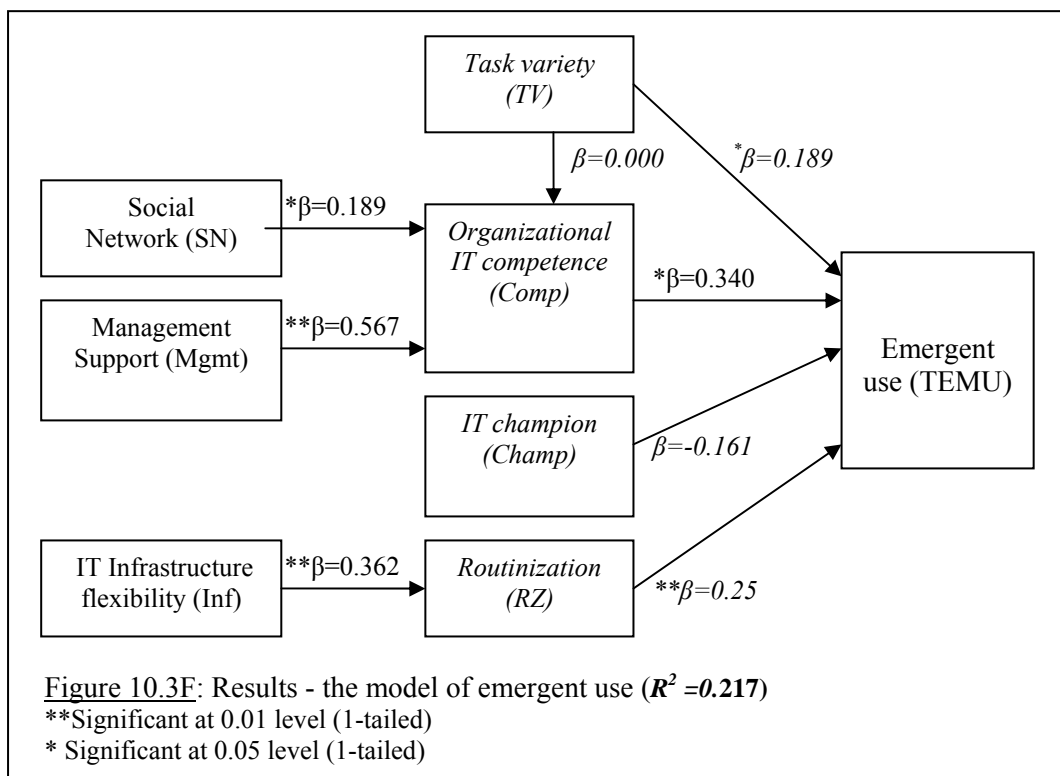 Task variety
(TV)
β=0.000
*β=0.189
Social
Network (SN)
*β=0.189
Organizational
IT competence
(Comp)
*β=0.340
Management
Support (Mgmt)
**β=0.567
Emergent
use (TEMU)
IT champion
(Champ)
β=-0.161
IT Infrastructure
flexibility (Inf)
**β=0.362
Routinization
(RZ)
**β=0.25
Figure 10.3F: Results - the model of emergent use (R² =0.217)
**Significant at 0.01 level (1-tailed)
* Significant at 0.05 level (1-tailed)